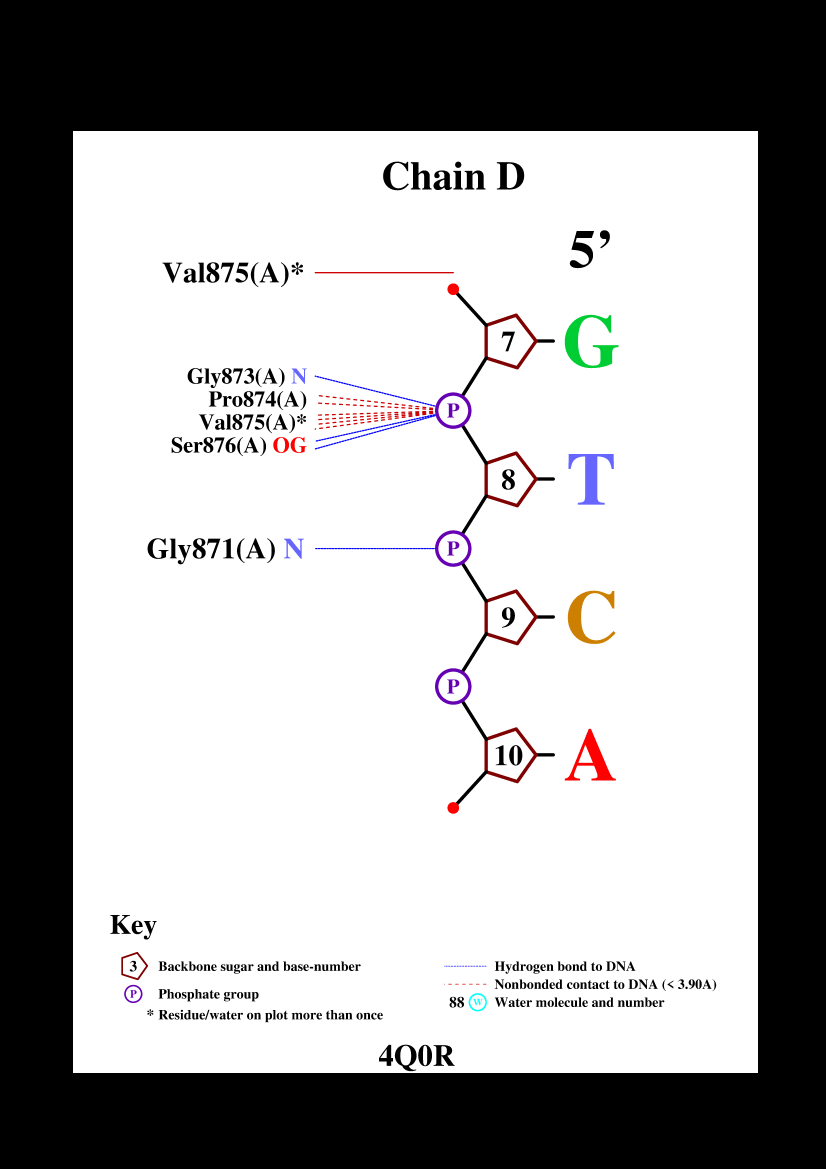 Chain D
5’
Val875(A)*
7 G
Gly873(A) N
Pro874(A)
P
Val875(A)*
Ser876(A) OG
8 T
Gly871(A) N P
9 C
P
10 A
Key
3 Backbone sugar and base-number
P Phosphate group
* Residue/water on plot more than once
Hydrogen bond to DNA
Nonbonded contact to DNA (< 3.90A)
88 W Water molecule and number
4Q0R